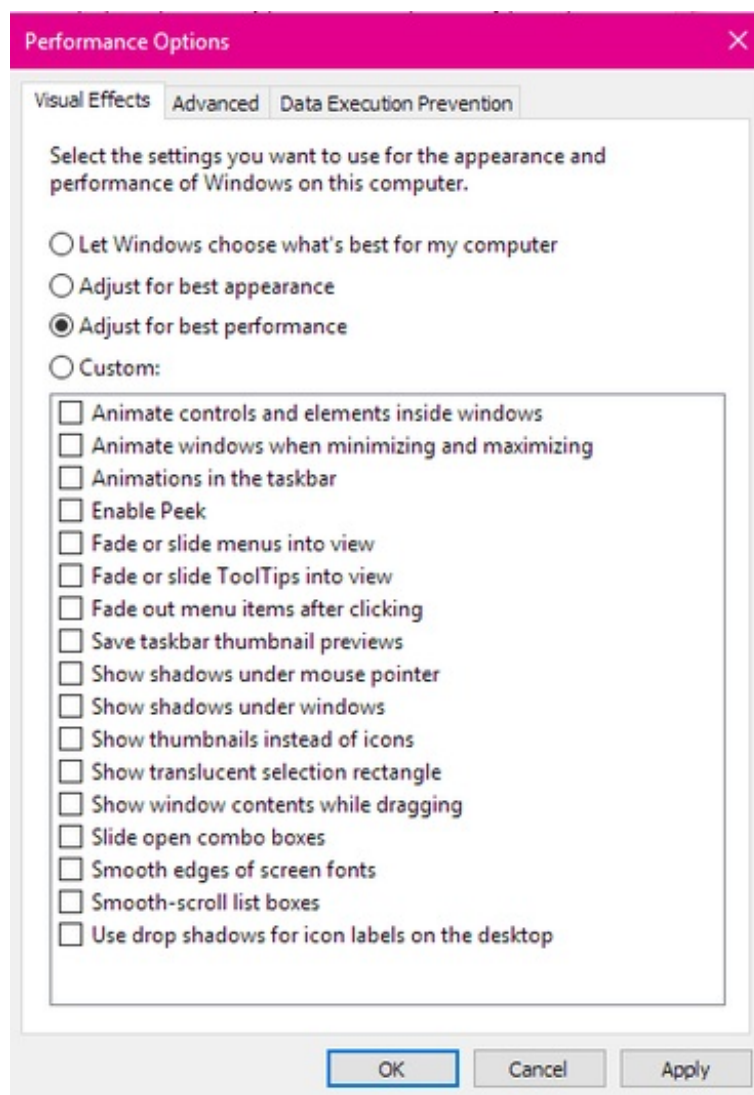 Performance Options
Visual Effects Advanced Data Execution Prevention
Select the settings you want to use for the appearance and
performance of Windows on this computer.
Let Windows choose what's best for my computer
Adjust for best appearance
Adjust for best performance
Custom:
Animate controls and elements inside windows
Animate windows when minimizing and maximizing
Animations in the taskbar
Enable Peek
Fade or slide menus into view
Fade or slide ToolTips into view
Fade out menu items after clicking
Save taskbar thumbnail previews
Show shadows under mouse pointer
Show shadows under windows
Show thumbnails instead of icons
Show translucent selection rectangle
Show window contents while dragging
Slide open combo boxes
Smooth edges of screen fonts
Smooth-scroll list boxes
Use drop shadows for icon labels on the desktop
OK Cancel Apply